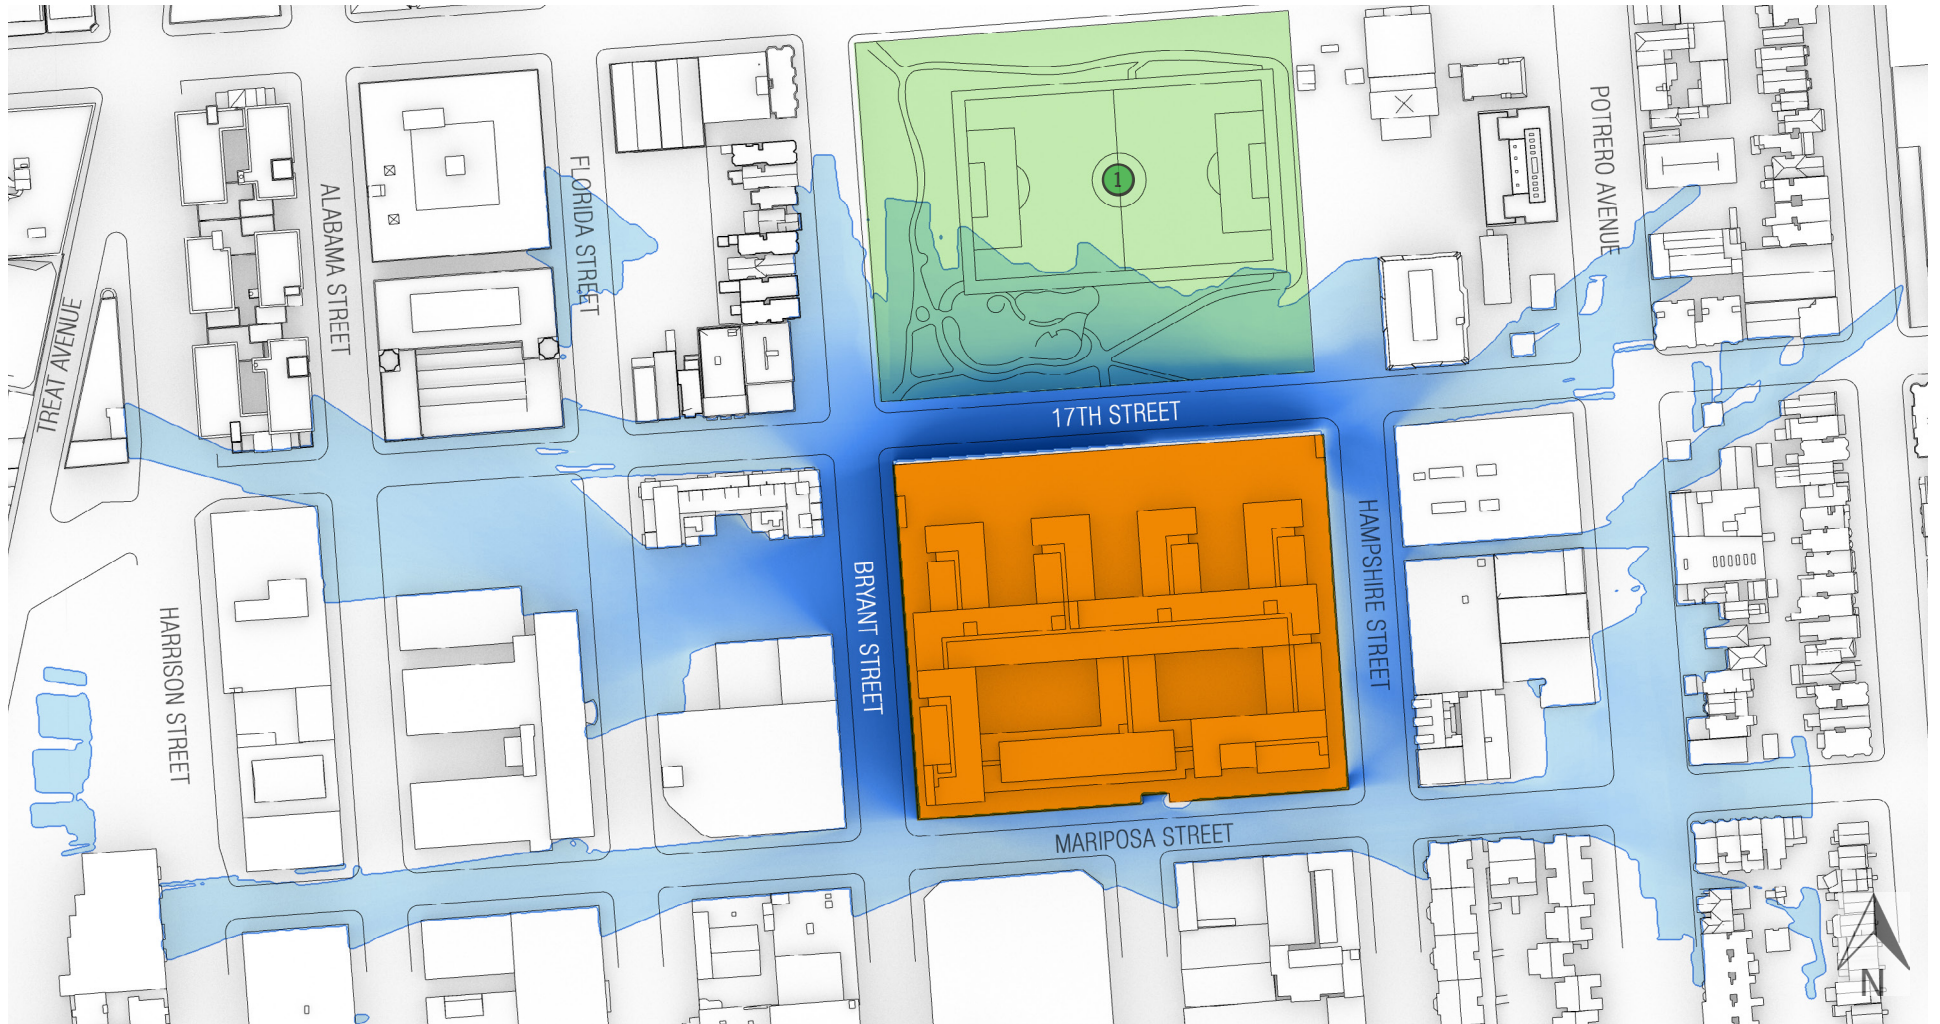 1
POTRERO AVENUE
FLORIDA STREET
ALABAMA STREET
TREAT AVENUE
17TH STREET
HAMPSHIRE STREET
BRYANT STREET
HARRISON STREET
MARIPOSA STREET
N